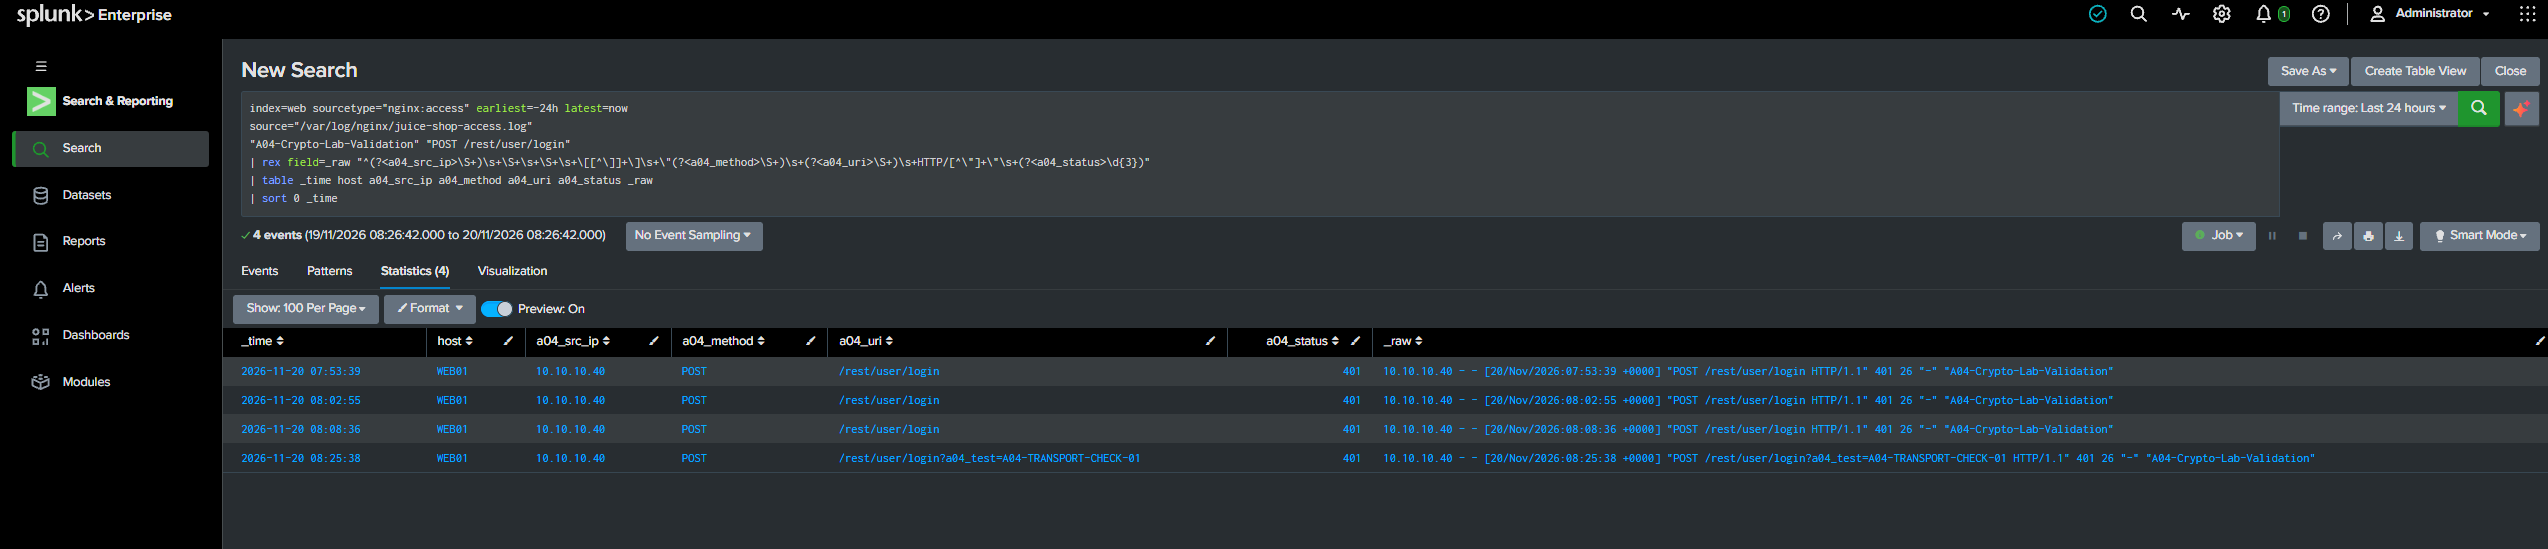 splunk> Enterprise
1
Administrator
Search & Reporting
Search
Datasets
Reports
Alerts
Dashboards
Modules
New Search
Save As
Create Table View
Close
index=web sourcetype="nginx:access" earliest=-24h latest=now
source="/var/log/nginx/juice-shop-access.log"
"A04-Crypto-Lab-Validation" "POST /rest/user/login"
| rex field=_raw "^(?<a04_src_ip>\S+)\s+\S+\s+\S+\s+\[[^\]]+\]\s+\"(?<a04_method>\S+)\s+(?<a04_uri>\S+)\s+HTTP/[^\"]+\"\s+(?<a04_status>\d{3})"
| table _time host a04_src_ip a04_method a04_uri a04_status _raw
| sort 0 _time
Time range: Last 24 hours
4 events (19/11/2026 08:26:42.000 to 20/11/2026 08:26:42.000)
No Event Sampling
Job
Smart Mode
Events Patterns Statistics (4) Visualization
Show: 100 Per Page
Format
Preview: On
_time host a04_src_ip a04_method a04_uri a04_status _raw
2026-11-20 07:53:39 WEB01 10.10.10.40 POST /rest/user/login 401 10.10.10.40 - - [20/Nov/2026:07:53:39 +0000] "POST /rest/user/login HTTP/1.1" 401 26 "-" "A04-Crypto-Lab-Validation"
2026-11-20 08:02:55 WEB01 10.10.10.40 POST /rest/user/login 401 10.10.10.40 - - [20/Nov/2026:08:02:55 +0000] "POST /rest/user/login HTTP/1.1" 401 26 "-" "A04-Crypto-Lab-Validation"
2026-11-20 08:08:36 WEB01 10.10.10.40 POST /rest/user/login 401 10.10.10.40 - - [20/Nov/2026:08:08:36 +0000] "POST /rest/user/login HTTP/1.1" 401 26 "-" "A04-Crypto-Lab-Validation"
2026-11-20 08:25:38 WEB01 10.10.10.40 POST /rest/user/login?a04_test=A04-TRANSPORT-CHECK-01 401 10.10.10.40 - - [20/Nov/2026:08:25:38 +0000] "POST /rest/user/login?a04_test=A04-TRANSPORT-CHECK-01 HTTP/1.1" 401 26 "-" "A04-Crypto-Lab-Validation"